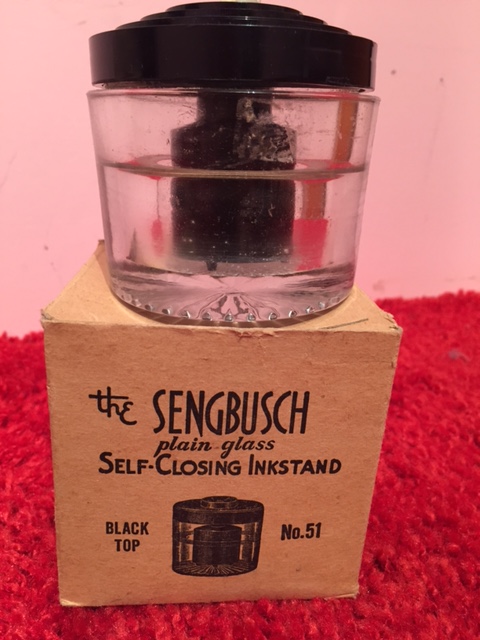 the SENGBUSCH
plain glass
SELF-CLOSING INKSTAND
BLACK
TOP
No.51